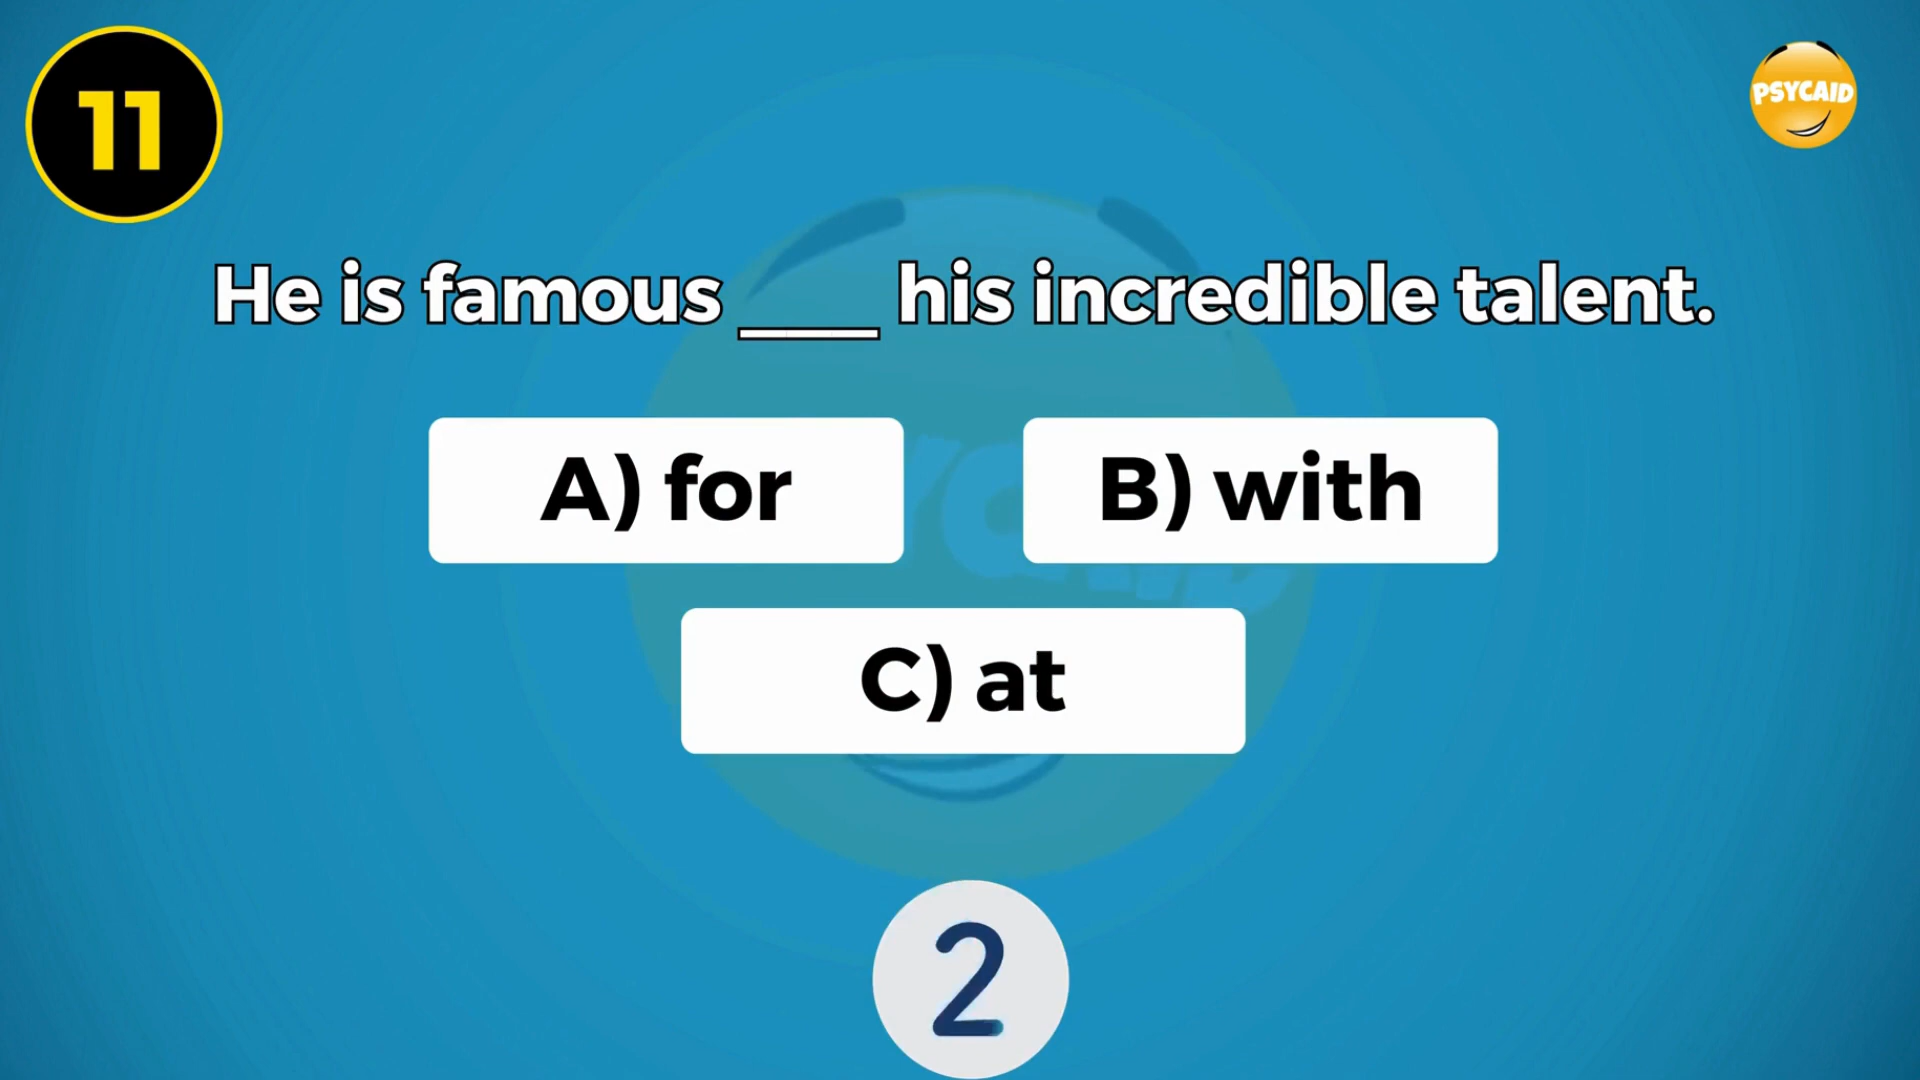 11
PSYCAID
He is famous ___ his incredible talent.
A) for
B) with
C) at
2